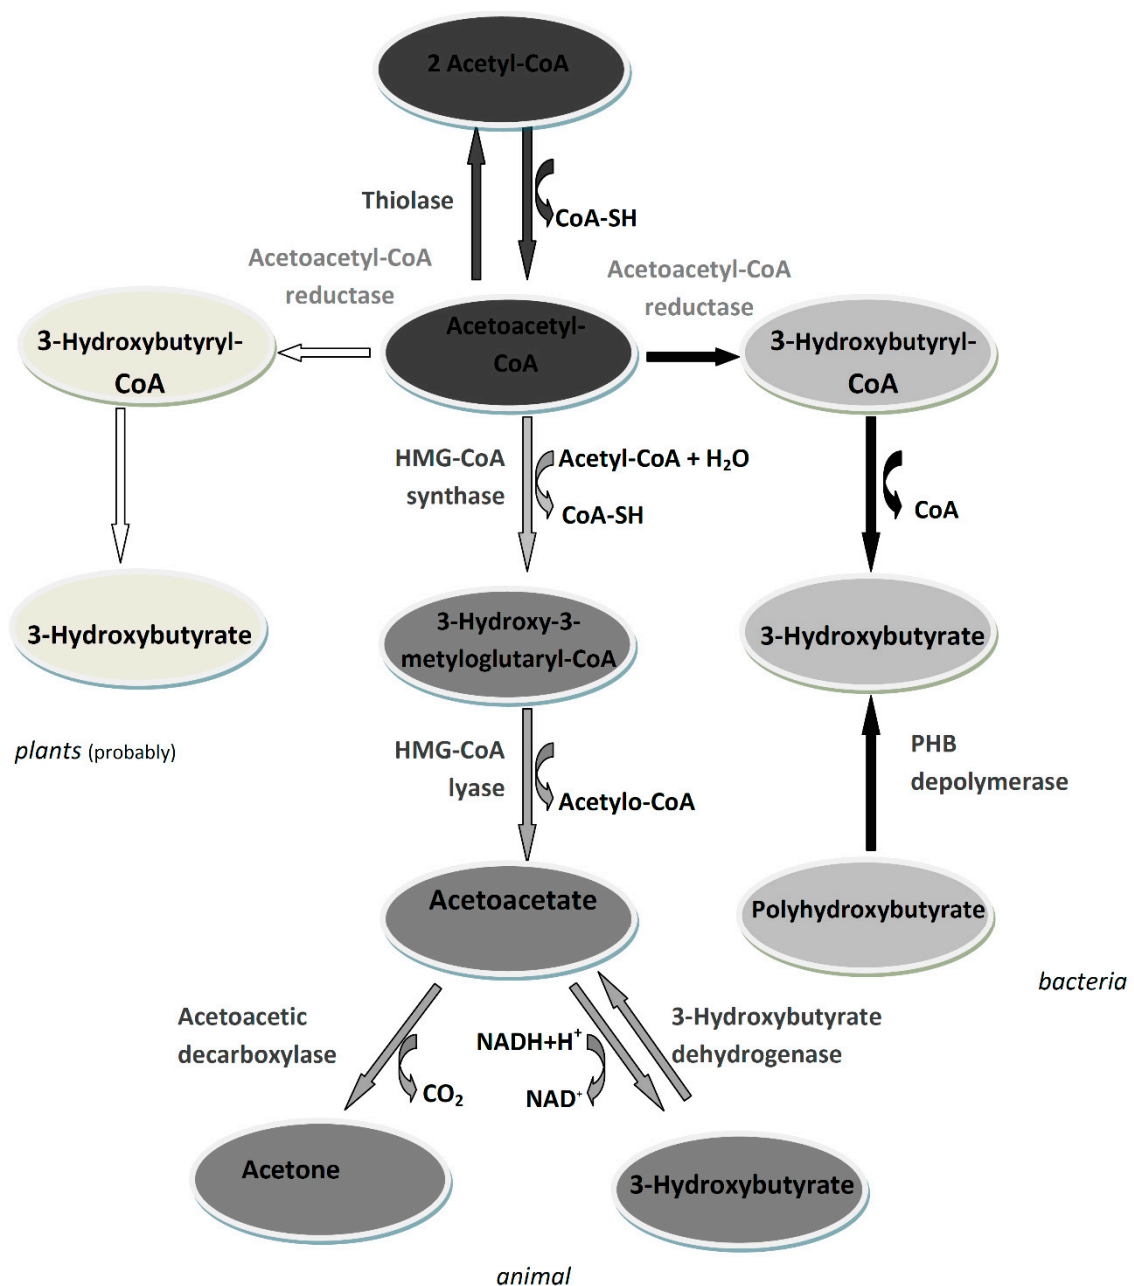 2 Acetyl-CoA
Thiolase
CoA-SH
Acetoacetyl-CoA
reductase
Acetoacetyl-CoA
reductase
3-Hydroxybutyryl-
CoA
Acetoacetyl-
CoA
3-Hydroxybutyryl-
CoA
HMG-CoA
synthase
Acetyl-CoA + H₂O
CoA-SH
CoA
3-Hydroxybutyrate
3-Hydroxy-3-
metyloglutaryl-CoA
3-Hydroxybutyrate
plants (probably)
HMG-CoA
lyase
Acetylo-CoA
PHB
depolymerase
Acetoacetate
Polyhydroxybutyrate
bacteria
Acetoacetic
decarboxylase
CO₂
NADH+H⁺
NAD⁺
3-Hydroxybutyrate
dehydrogenase
Acetone
3-Hydroxybutyrate
animal